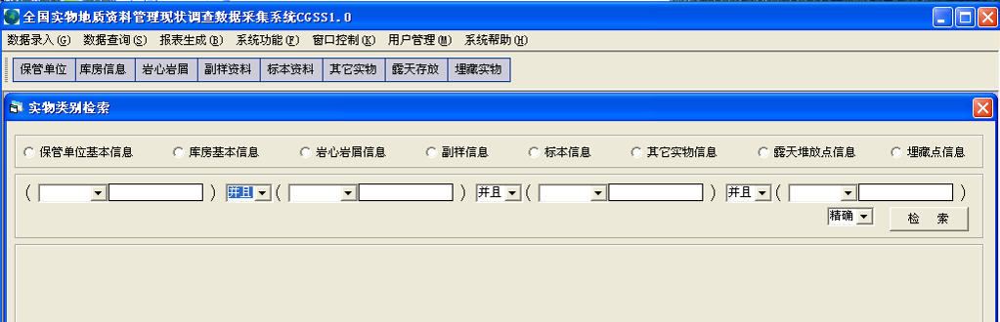 全国实物地质资料管理现状调查数据采集系统CGSS1.0
数据录入(G) 数据查询(S) 报表生成(B) 系统功能(F) 窗口控制(K) 用户管理(M) 系统帮助(H)
保管单位 库房信息 岩心岩屑 副样资料 标本资料 其它实物 露天存放 埋藏实物
实物类别检索
保管单位基本信息 库房基本信息 岩心岩屑信息 副样信息 标本信息 其它实物信息 露天堆放点信息 埋藏点信息
( ) 并且 ( ) 并且 ( ) 并且 ( )
精确 检 索